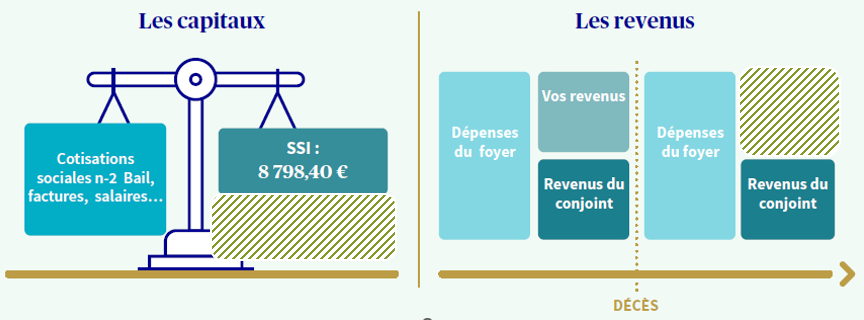 Les capitaux
Cotisations
sociales n-2 Bail,
factures, salaires...
SSI :
8 798,40 €
Les revenus
Dépenses
du foyer
Vos revenus
Revenus du
conjoint
Dépenses
du foyer
Revenus du
conjoint
DÉCÈS